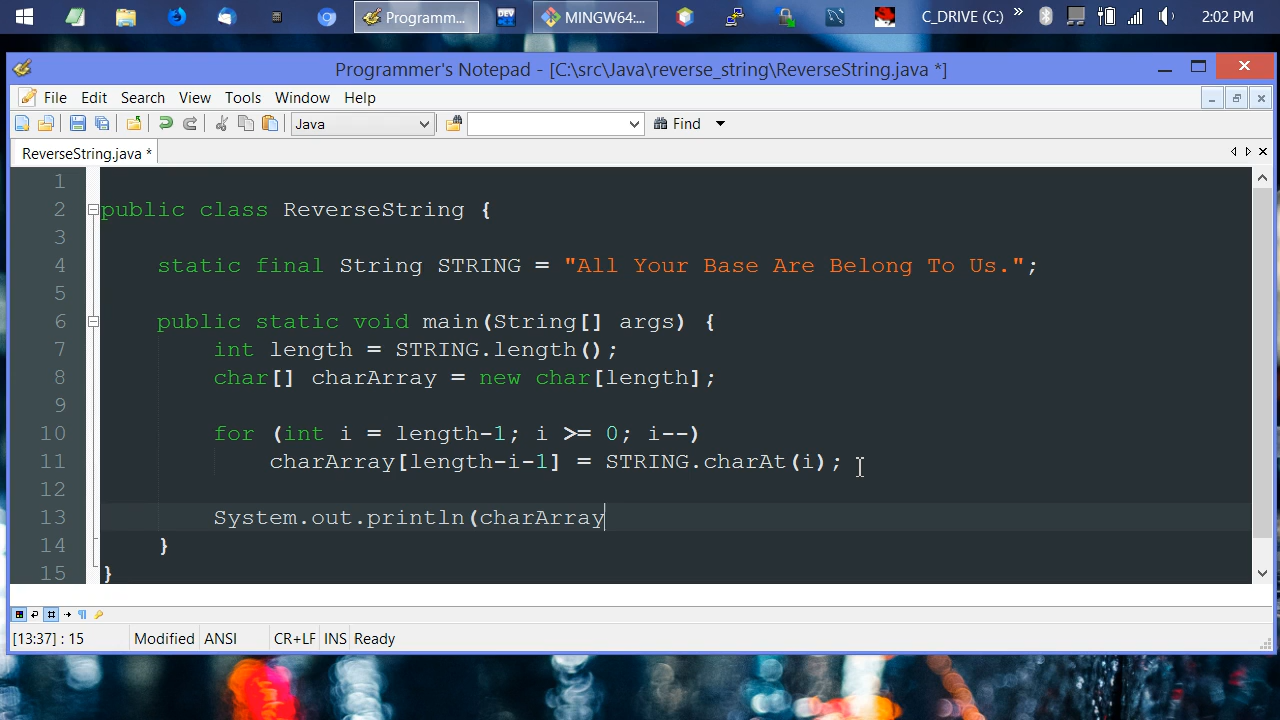 Programm...
DEV
MINGW64:...
C_DRIVE (C:)
»
2:02 PM
Programmer's Notepad - [C:\src\Java\reverse_string\ReverseString.java *]
File Edit Search View Tools Window Help
Java
Find
ReverseString.java *
1
2 public class ReverseString {
3
4 static final String STRING = "All Your Base Are Belong To Us.";
5
6 public static void main(String[] args) {
7 int length = STRING.length();
8 char[] charArray = new char[length];
9
10 for (int i = length-1; i >= 0; i--)
11 charArray[length-i-1] = STRING.charAt(i);
12
13 System.out.println(charArray
14 }
15 }
[13:37] : 15 Modified ANSI CR+LF INS Ready